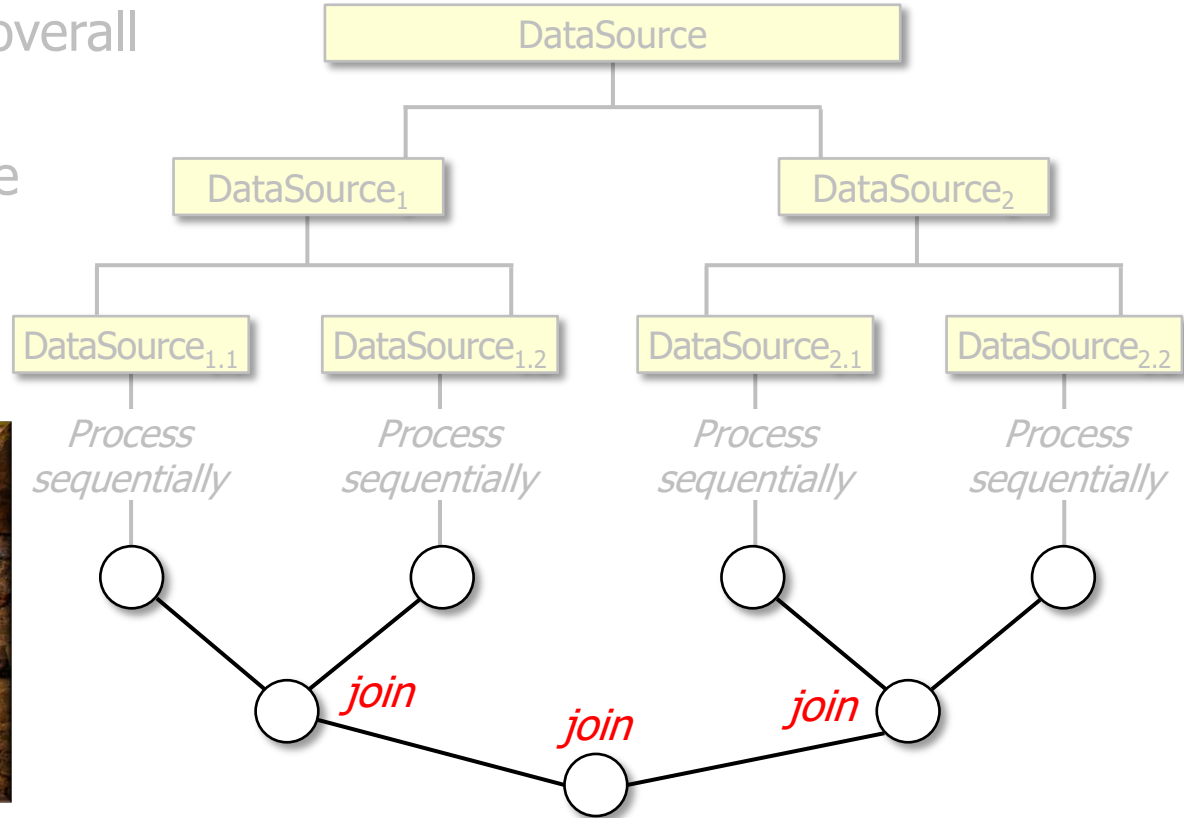 overall
DataSource
e
DataSource₁
DataSource₂
DataSource₁.₁
DataSource₁.₂
DataSource₂.₁
DataSource₂.₂
Process
sequentially
Process
sequentially
Process
sequentially
Process
sequentially
join
join
join